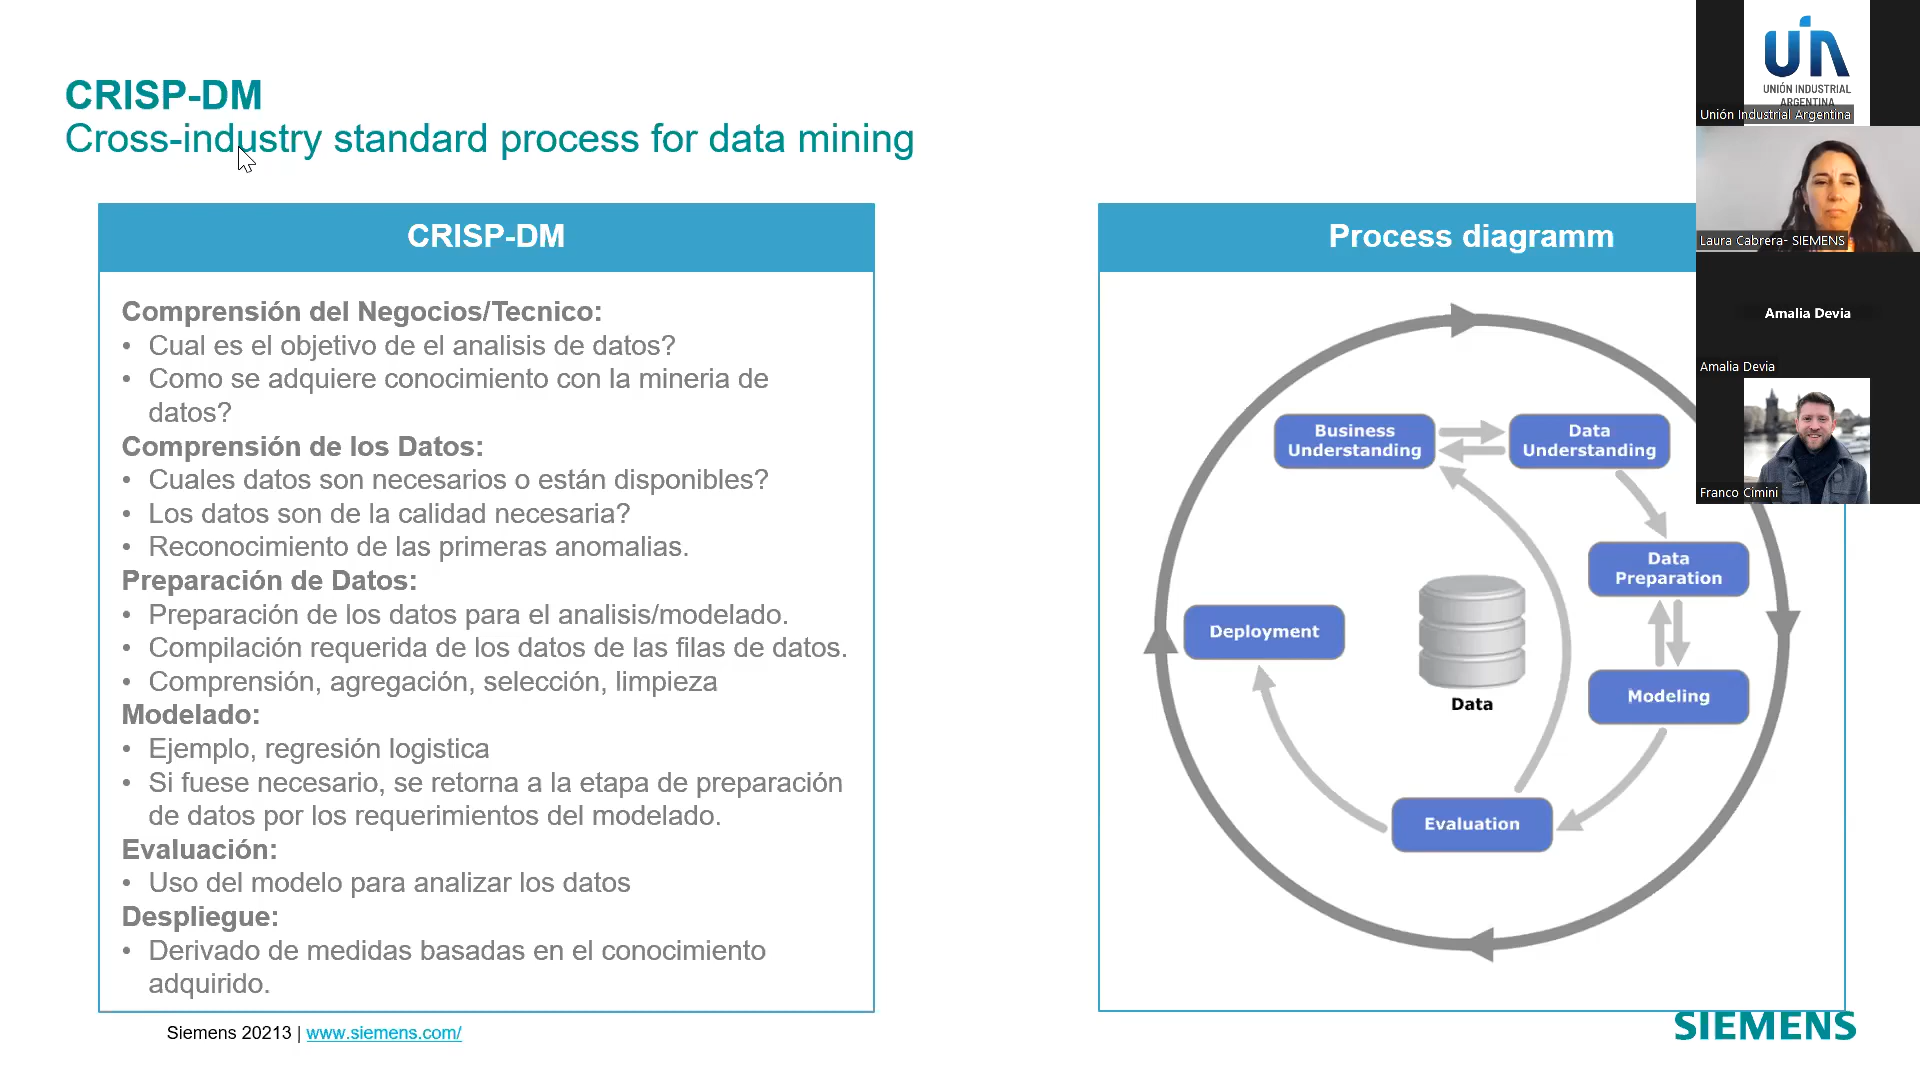 CRISP-DM
Cross-industry standard process for data mining
CRISP-DM
Comprensión del Negocios/Tecnico:
• Cual es el objetivo de el analisis de datos?
• Como se adquiere conocimiento con la mineria de
datos?
Comprensión de los Datos:
• Cuales datos son necesarios o están disponibles?
• Los datos son de la calidad necesaria?
• Reconocimiento de las primeras anomalias.
Preparación de Datos:
• Preparación de los datos para el analisis/modelado.
• Compilación requerida de los datos de las filas de datos.
• Comprensión, agregación, selección, limpieza
Modelado:
• Ejemplo, regresión logistica
• Si fuese necesario, se retorna a la etapa de preparación
de datos por los requerimientos del modelado.
Evaluación:
• Uso del modelo para analizar los datos
Despliegue:
• Derivado de medidas basadas en el conocimiento
adquirido.
Siemens 20213 | www.siemens.com/
Process diagramm
Business
Understanding
Data
Understanding
Data
Preparation
Deployment
Data
Modeling
Evaluation
SIEMENS
UIA
UNIÓN INDUSTRIAL
ARGENTINA
Unión Industrial Argentina
Laura Cabrera- SIEMENS
Amalia Devia
Amalia Devia
Franco Cimini